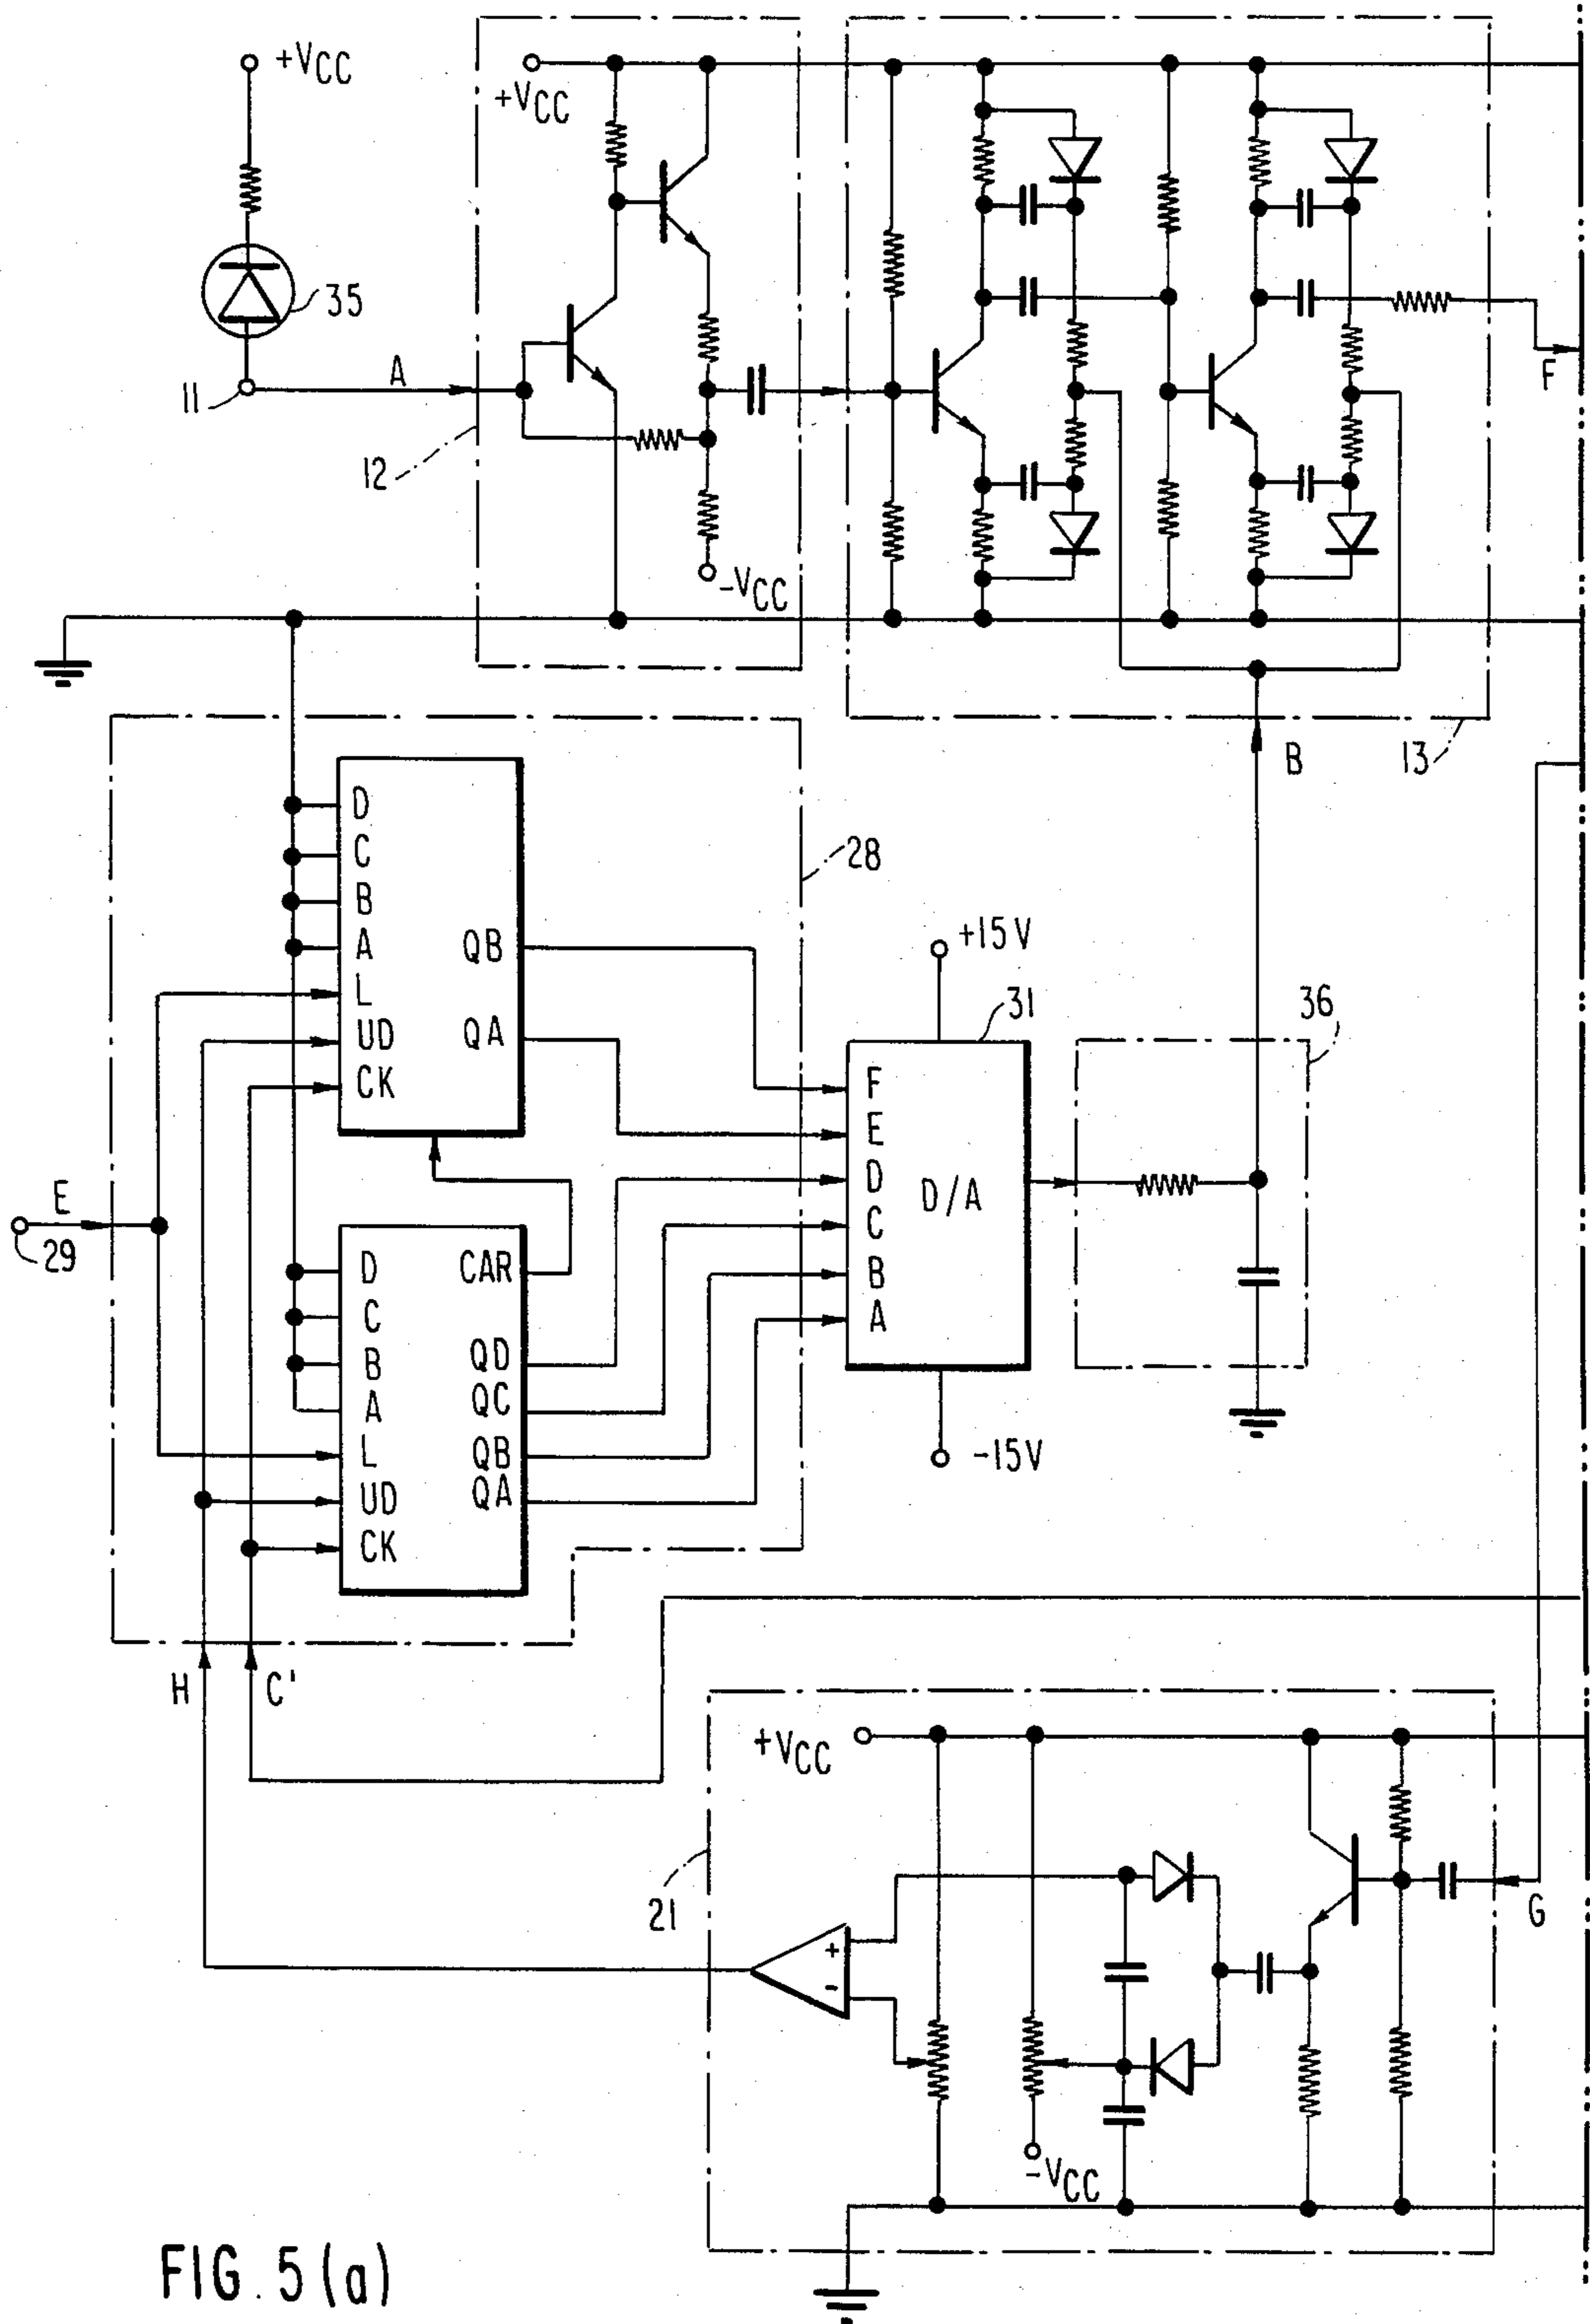 +VCC
+VCC
35
A
11
12
-VCC
F
B
13
28
D
C
B
A
L
UD
CK
QB
QA
E
29
D
C
B
A
L
UD
CK
CAR
QD
QC
QB
QA
+15V
31
F
E
D
C
B
A
D/A
-15V
36
H
C'
+VCC
21
+
-
-VCC
G
FIG. 5 (a)